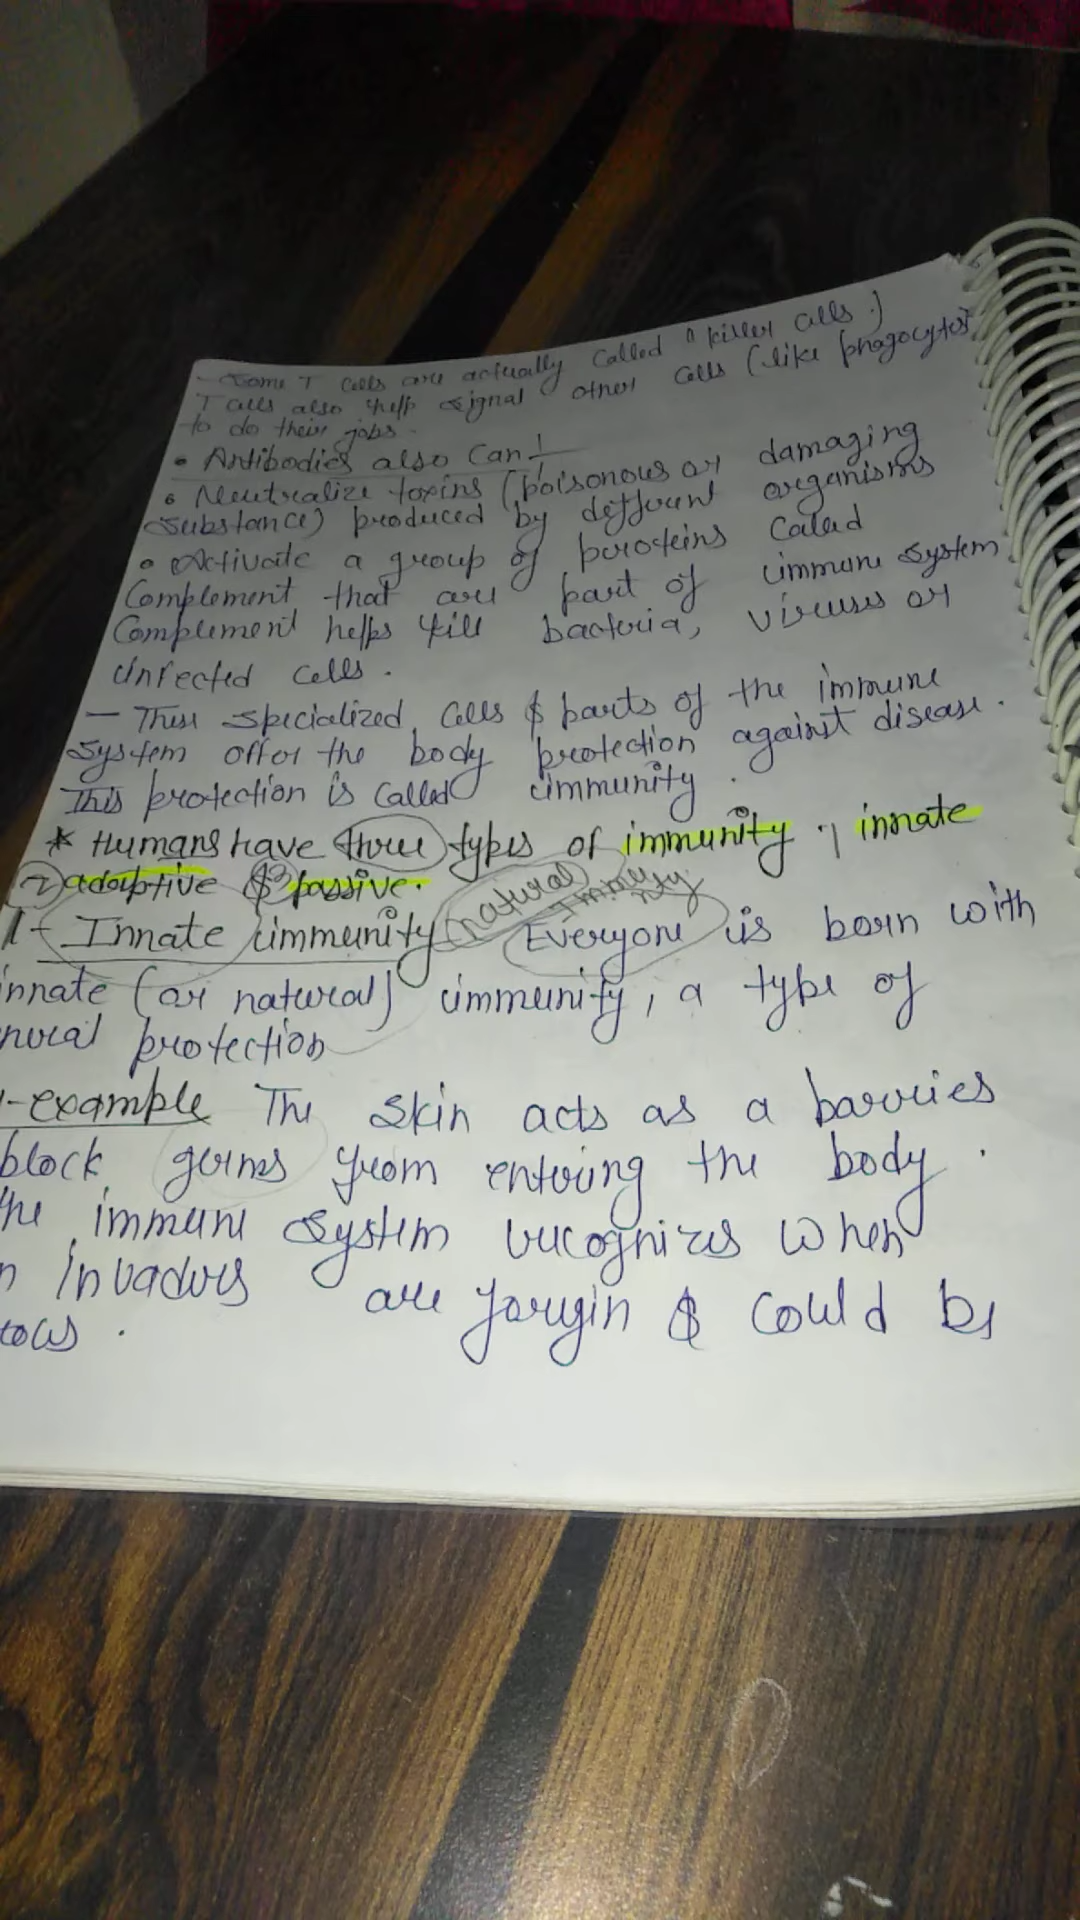 - Some T cells are actually called "killer cells.)
T cells also help signal other cells (like phagocytes)
to do their jobs.
• Antibodies also Can :-
• Neutralize toxins (poisonous or damaging
Substance) produced by different organisms
• Activate a group of proteins Called
Complement that are part of immune system
Complement helps kill bacteria, viruses or
infected cells.
- These specialized cells & parts of the immune
System offer the body protection against disease.
This protection is called immunity.
* Humans have three types of immunity . , innate
2) adaptive & 3) passive.
natural Immunity
1- Innate immunity Everyone is born with
innate (or natural) immunity, a type of
protection
-example The Skin acts as a barries
block germs from entering the body.
the immune System recognizes when
invaders are forgin & Could be